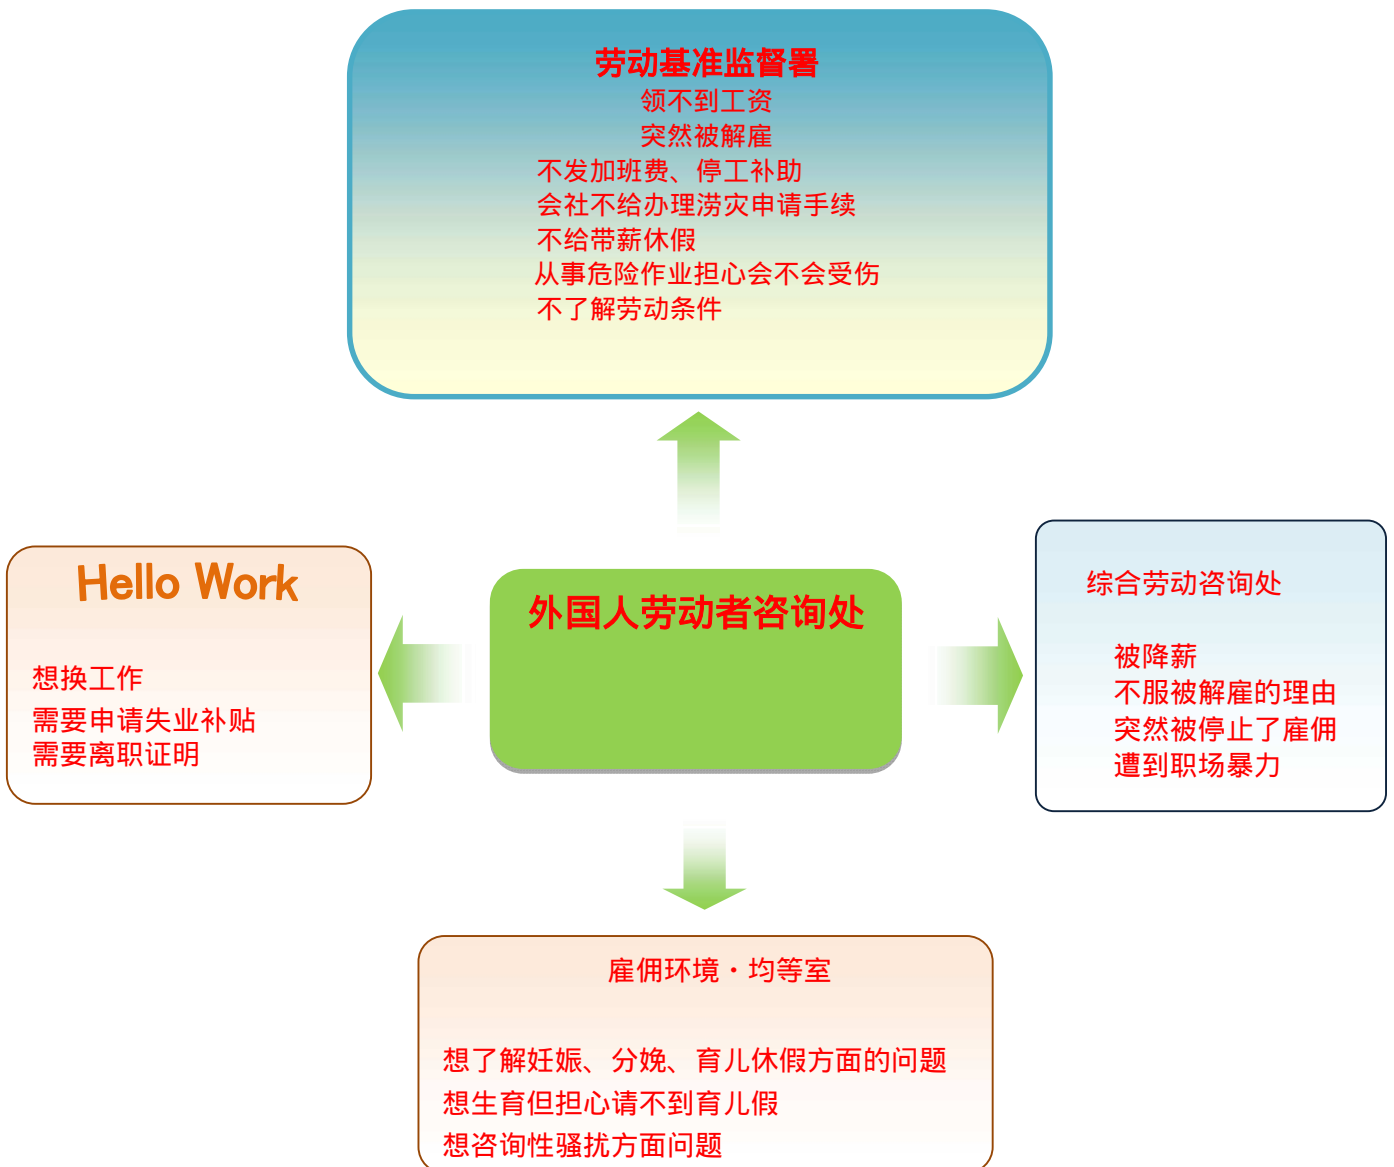 劳动基准监督署
领不到工资
突然被解雇
不发加班费、停工补助
会社不给办理涝灾申请手续
不给带薪休假
从事危险作业担心会不会受伤
不了解劳动条件
Hello Work
想换工作
需要申请失业补贴
需要离职证明
外国人劳动者咨询处
综合劳动咨询处
被降薪
不服被解雇的理由
突然被停止了雇佣
遭到职场暴力
雇佣环境・均等室
想了解妊娠、分娩、育儿休假方面的问题
想生育但担心请不到育儿假
想咨询性骚扰方面问题